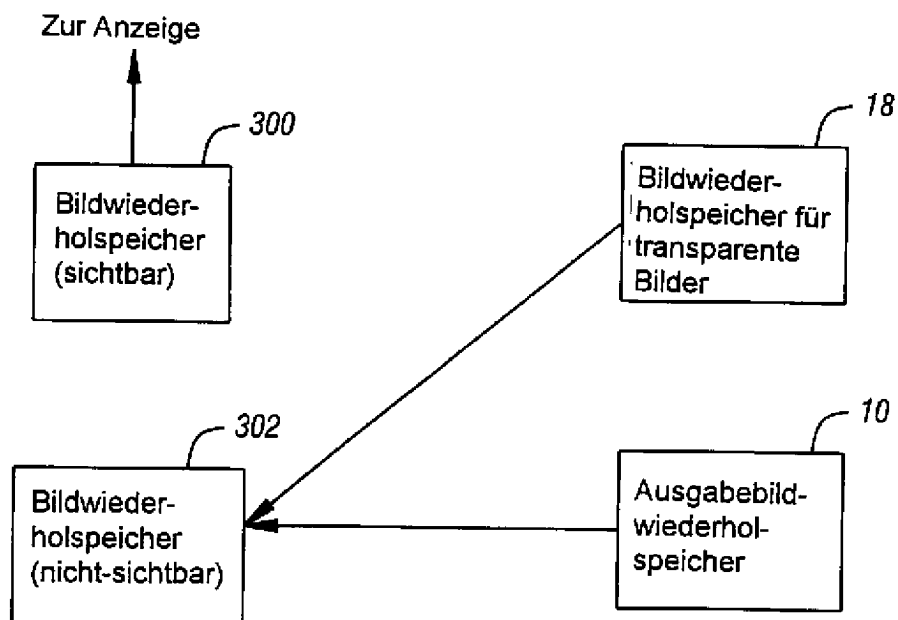 Zur Anzeige
300
Bildwieder-
holspeicher
(sichtbar)
18
Bildwieder-
holspeicher für
transparente
Bilder
302
Bildwieder-
holspeicher
(nicht-sichtbar)
10
Ausgabebild-
wiederhol-
speicher